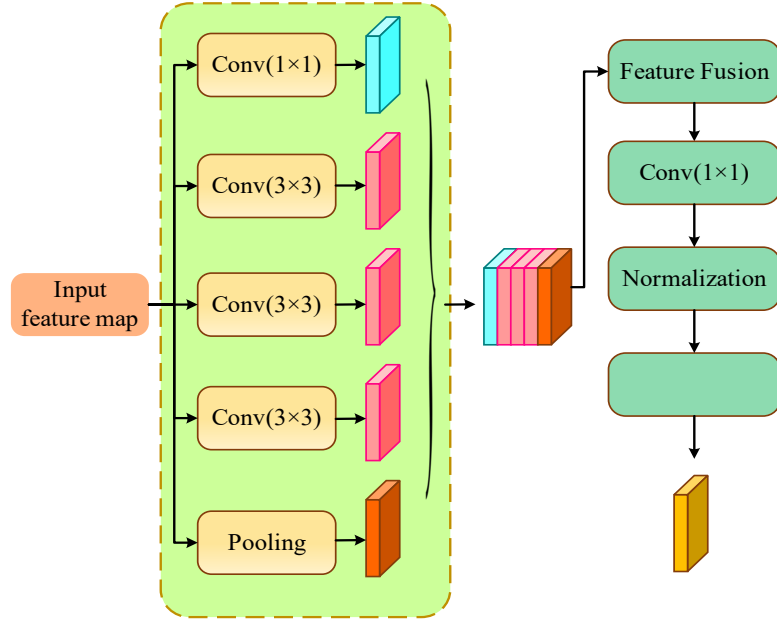 Input
feature map
Conv(1×1)
Conv(3×3)
Conv(3×3)
Conv(3×3)
Pooling
Feature Fusion
Conv(1×1)
Normalization